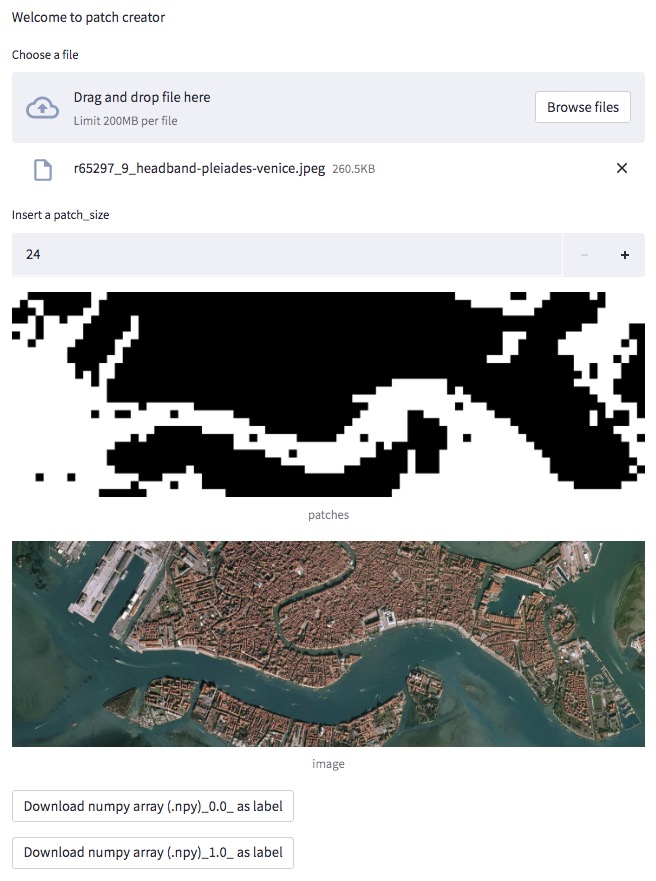 Welcome to patch creator
Choose a file
Drag and drop file here
Limit 200MB per file
Browse files
r65297_9_headband-pleiades-venice.jpeg 260.5KB
Insert a patch_size
24
patches
image
Download numpy array (.npy)_0.0_ as label
Download numpy array (.npy)_1.0_ as label